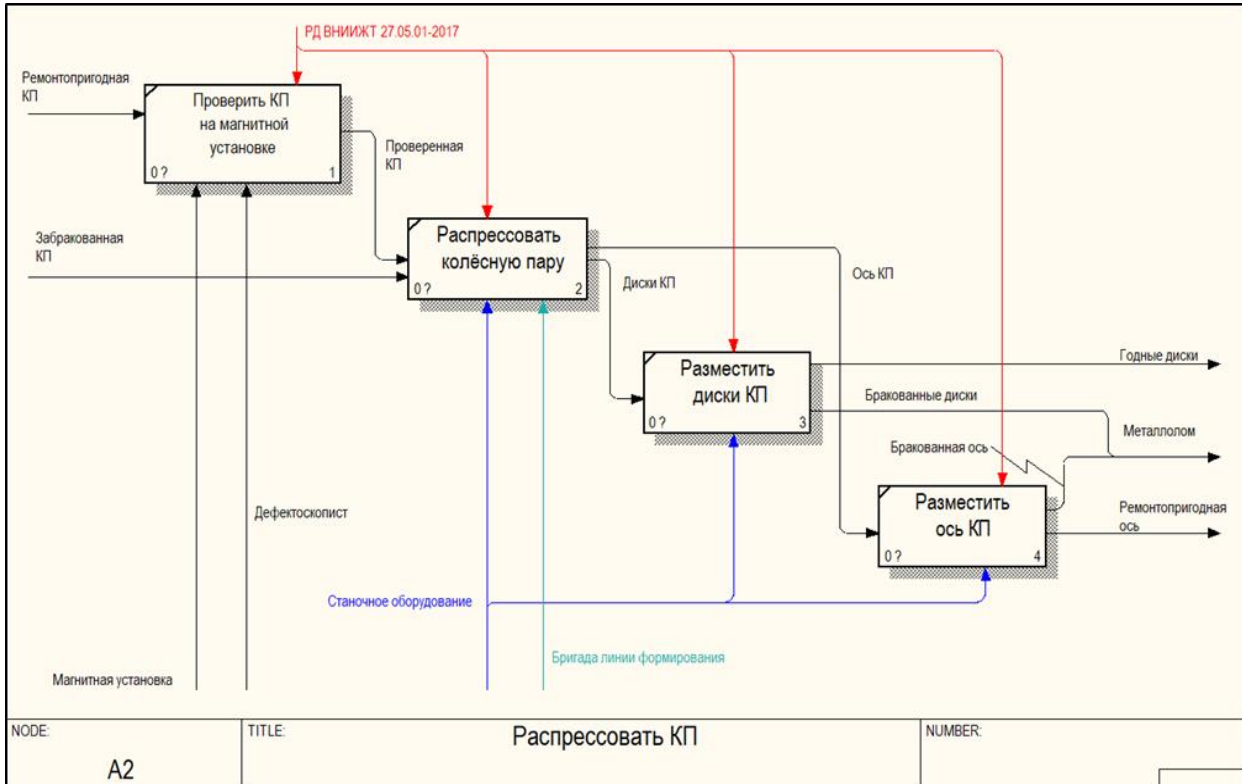 РД ВНИИЖТ 27.05.01-2017
Ремонтопригодная
КП
Проверить КП
на магнитной
установке
0 ?
1
Проверенная
КП
Забракованная
КП
Распрессовать
колёсную пару
0 ?
2
Диски КП
Ось КП
Разместить
диски КП
0 ?
3
Годные диски
Бракованные диски
Металлолом
Бракованная ось
Разместить
ось КП
0 ?
4
Ремонтопригодная
ось
Дефектоскопист
Станочное оборудование
Бригада линии формирования
Магнитная установка
NODE:
A2
TITLE:
Распрессовать КП
NUMBER: